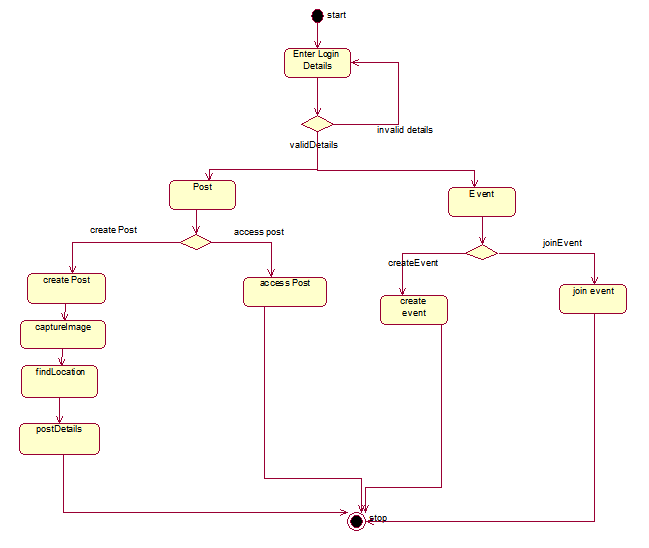 start
Enter Login
Details
invalid details
validDetails
Post
Event
create Post
access post
joinEvent
createEvent
create Post
access Post
create
event
join event
captureImage
findLocation
postDetails
stop